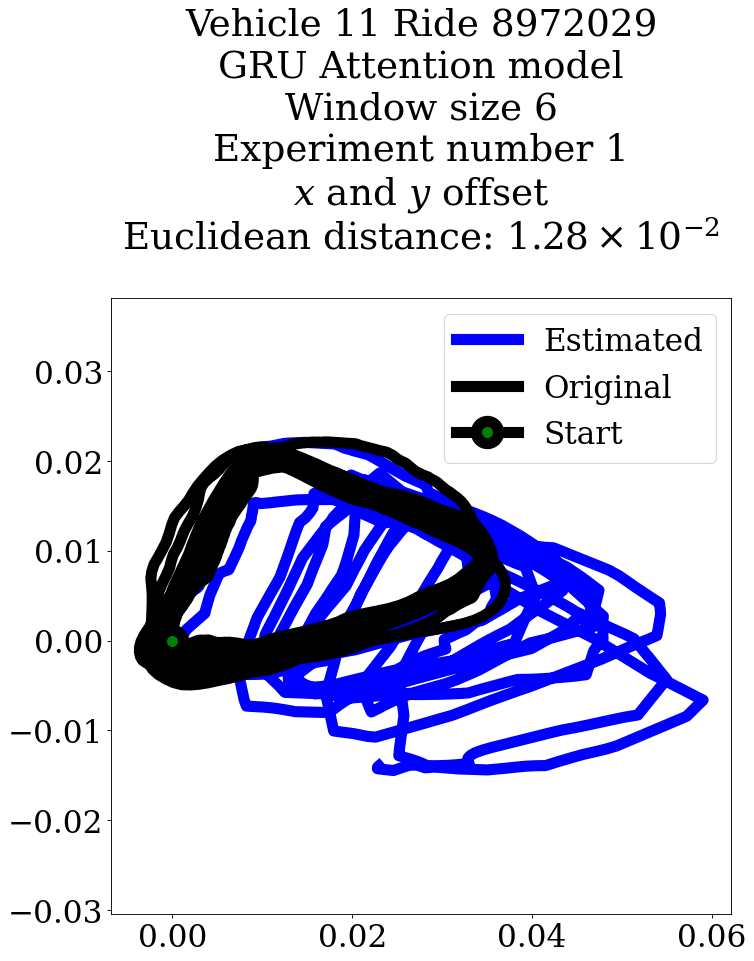 Vehicle 11 Ride 8972029
GRU Attention model
Window size 6
Experiment number 1
x and y offset
Euclidean distance: 1.28 × 10⁻²
Estimated
Original
Start
0.03
0.02
0.01
0.00
−0.01
−0.02
−0.03
0.00 0.02 0.04 0.06